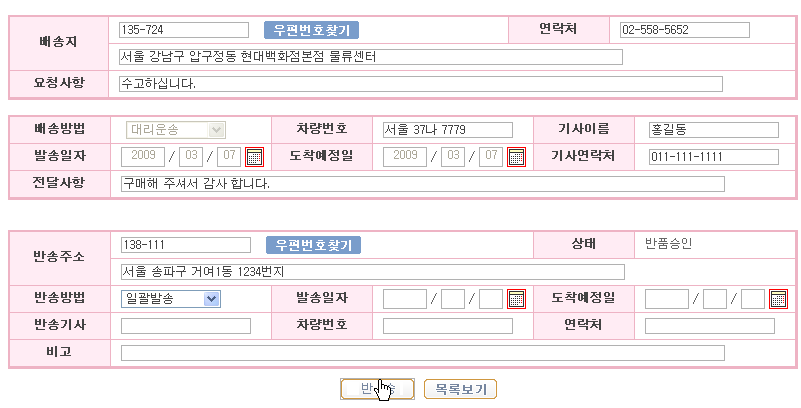 배송지 135-724 우편번호찾기 연락처 02-558-5652
서울 강남구 압구정동 현대백화점본점 물류센터
요청사항 수고하십니다.
배송방법 대리운송 차량번호 서울 37나 7779 기사이름 홍길동
발송일자 2009 / 03 / 07 도착예정일 2009 / 03 / 07 기사연락처 011-111-1111
전달사항 구매해 주셔서 감사 합니다.
반송주소 138-111 우편번호찾기 상태 반품승인
서울 송파구 거여1동 1234번지
반송방법 일괄발송 발송일자 / / 도착예정일 / /
반송기사 차량번호 연락처
비고
목록보기